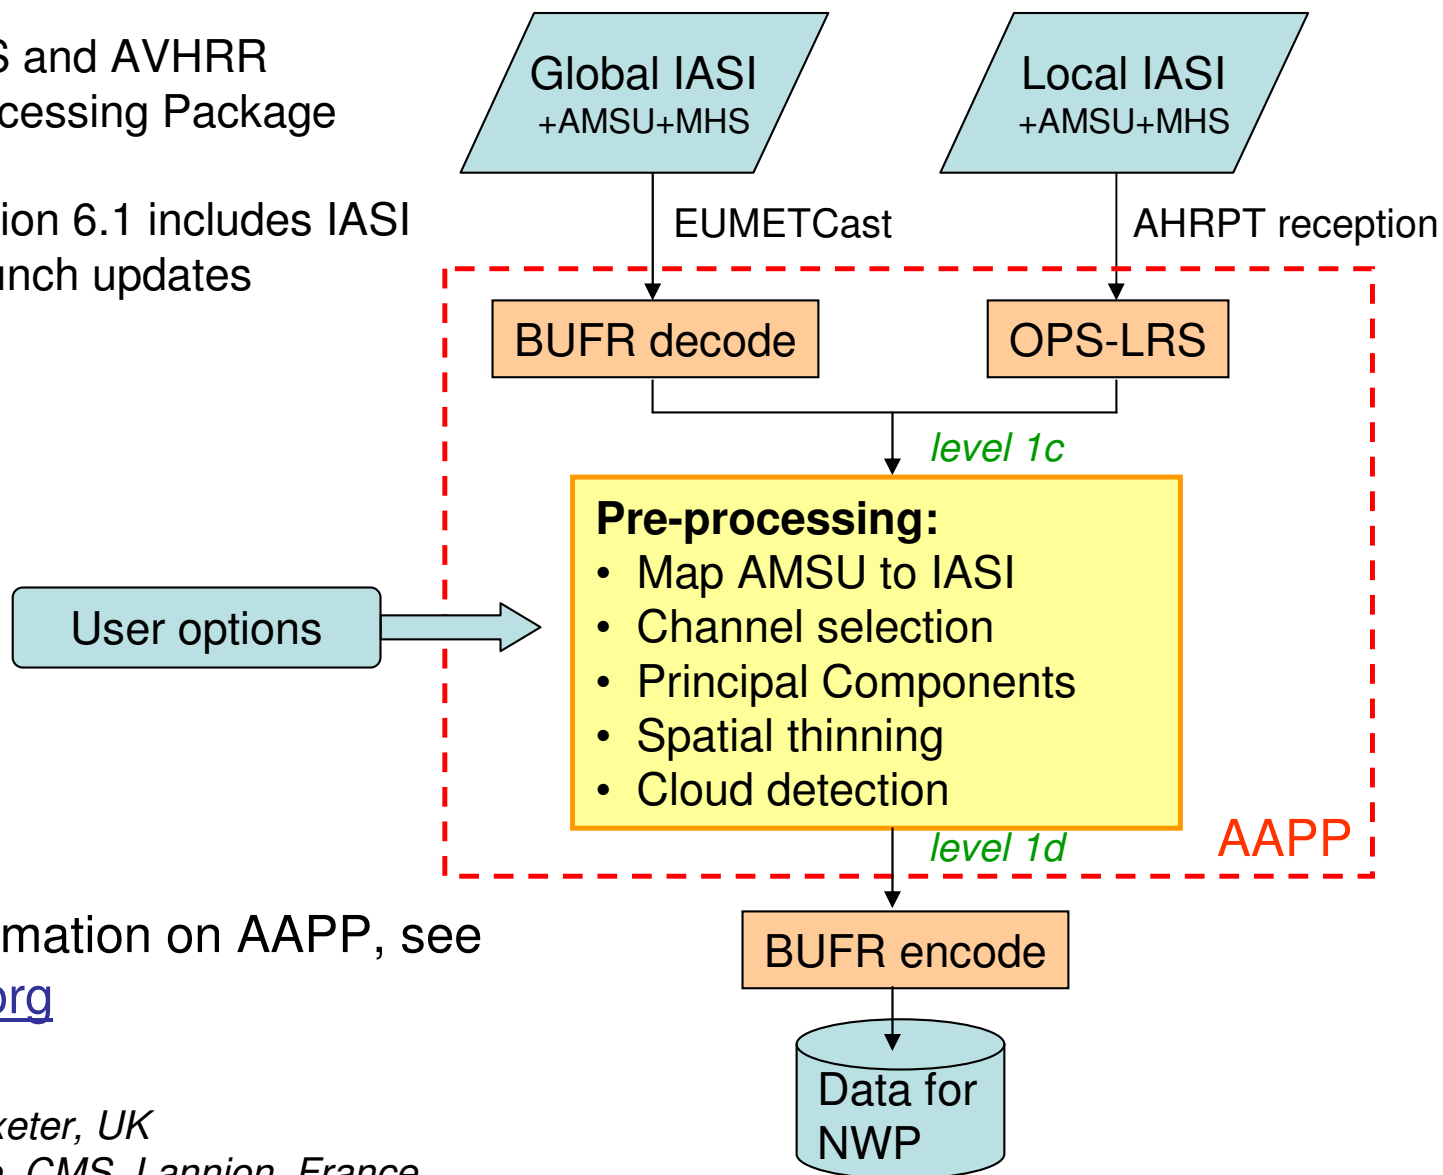 S and AVHRR
cessing Package
ion 6.1 includes IASI
unch updates
Global IASI
+AMSU+MHS
Local IASI
+AMSU+MHS
EUMETCast
AHRPT reception
BUFR decode
OPS-LRS
level 1c
Pre-processing:
• Map AMSU to IASI
• Channel selection
• Principal Components
• Spatial thinning
• Cloud detection
User options
level 1d
AAPP
mation on AAPP, see
org
BUFR encode
Data for
NWP
xeter, UK
CMS, Lannion, France